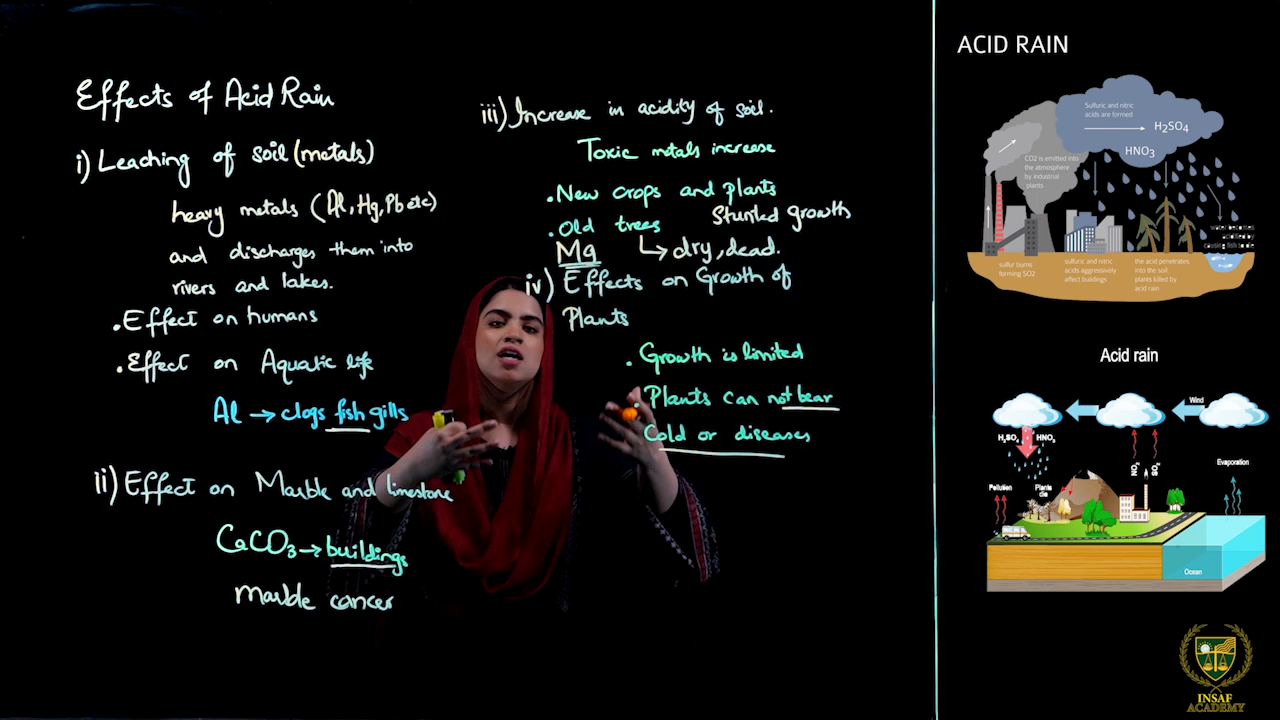 Effects of Acid Rain
i) Leaching of soil (metals)
heavy metals (Al, Hg, Pb etc)
and discharges them into
rivers and lakes.
. Effect on humans
. Effect on Aquatic life
Al → clogs fish gills
ii) Effect on Marble and limestone
CaCO3 → buildings
Marble cancer
iii) Increase in acidity of soil.
Toxic metals increase
. New crops and plants
Stunted growth
. Old trees
Mg ↳ dry, dead.
iv) Effects on Growth of
Plants
. Growth is limited
. Plants can not bear
Cold or diseases
ACID RAIN
Sulfuric and nitric
acids are formed
H2SO4
HNO3
CO2 is emitted into
the atmosphere
by industrial
plants
sulfur burns
forming SO2
sulfuric and nitric
acids aggressively
affect buildings
the acid penetrates
into the soil.
plants killed by
acid rain
Acid rain
Wind
H2SO4 HNO3
NOx SO2
Evaporation
Pollution
Plants
die
Ocean
INSAF
ACADEMY